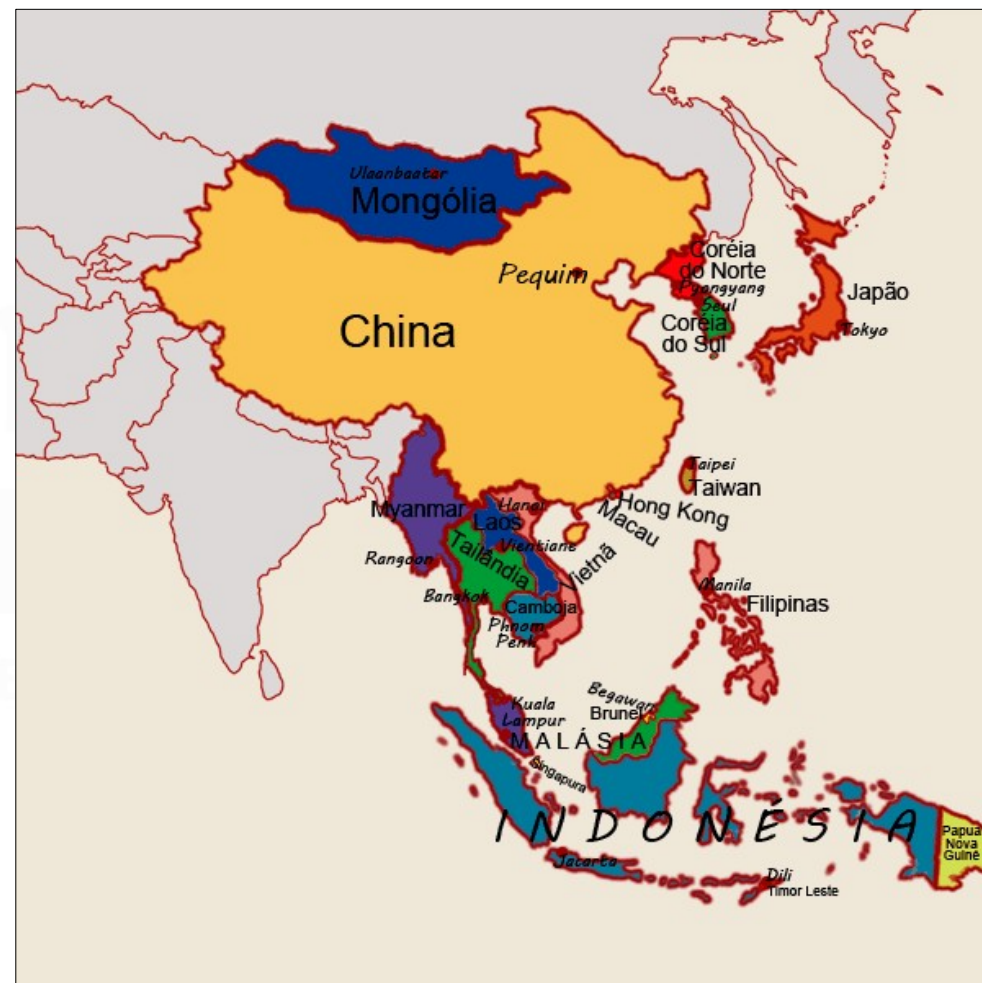 Ulaanbaatar
Mongólia
Pequim
Coréia
do Norte
Pyongyang
Seul
Coréia
do Sul
Japão
Tokyo
China
Taipei
Taiwan
Hong Kong
Macau
Myanmar
Hanai
Laos
Vientiane
Tailândia
Vietnã
Rangoon
Bangkok
Camboja
Phnom
Penk
Manila
Filipinas
Kuala
Lampur
Begawan
Brunei
MALÁSIA
Singapura
INDONÉSIA
Papua
Nova
Guiné
Jacarta
Dili
Timor Leste